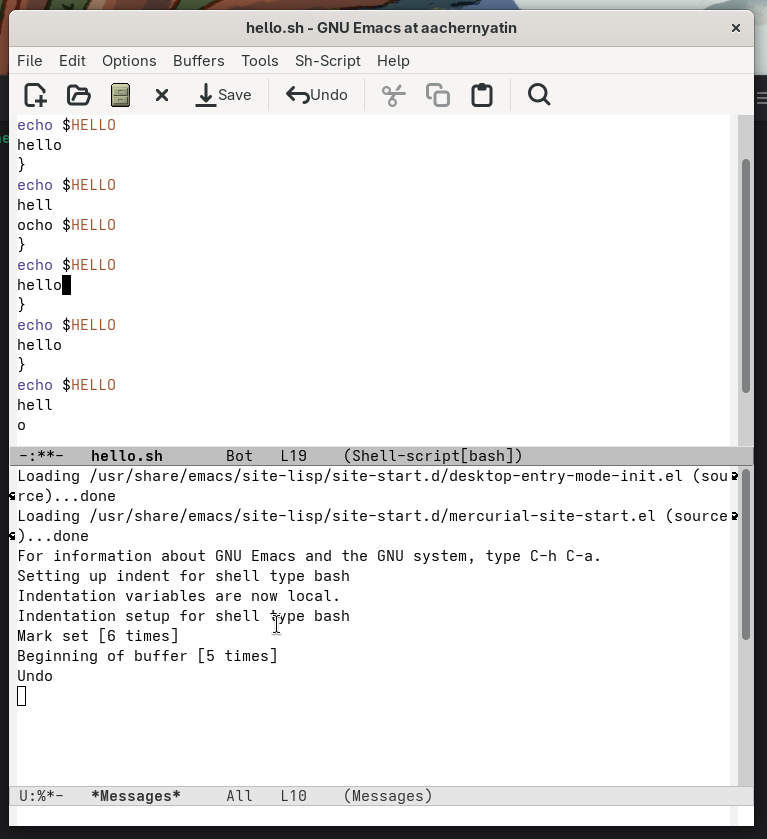 hello.sh - GNU Emacs at aachernyatin
File Edit Options Buffers Tools Sh-Script Help
Save Undo
echo $HELLO
hello
}
echo $HELLO
hell
ocho $HELLO
}
echo $HELLO
hello
}
echo $HELLO
hello
}
echo $HELLO
hell
o
-:**-   hello.sh       Bot   L19    (Shell-script[bash])
Loading /usr/share/emacs/site-lisp/site-start.d/desktop-entry-mode-init.el (sou
rce)...done
Loading /usr/share/emacs/site-lisp/site-start.d/mercurial-site-start.el (source
)...done
For information about GNU Emacs and the GNU system, type C-h C-a.
Setting up indent for shell type bash
Indentation variables are now local.
Indentation setup for shell type bash
Mark set [6 times]
Beginning of buffer [5 times]
Undo
U:%*-   *Messages*     All   L10    (Messages)